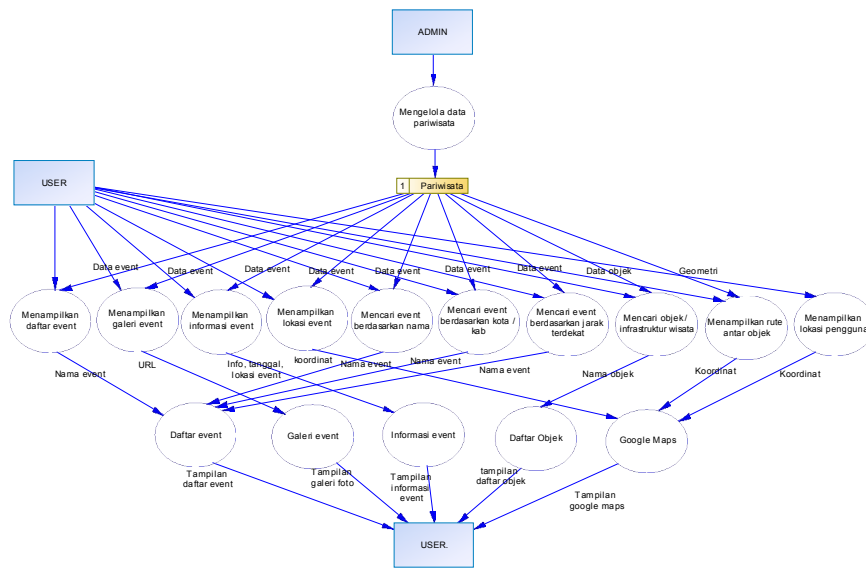 ADMIN
Mengelola data
pariwisata
USER
1 Pariwisata
Data event
Data event
Data event
Data event
Data event
Data event
Data event
Data objek
Geometri
Menampilkan
daftar event
Menampilkan
galeri event
Menampilkan
informasi event
Menampilkan
lokasi event
Mencari event
berdasarkan nama
Mencari event
berdasarkan kota /
kab
Mencari event
berdasarkan jarak
terdekat
Mencari objek/
infrastruktur wisata
Menampilkan rute
antar objek
Menampilkan
lokasi pengguna
Nama event
URL
Info, tanggal,
lokasi event
koordinat
Nama event
Nama event
Nama event
Nama objek
Koordinat
Koordinat
Daftar event
Galeri event
Informasi event
Daftar Objek
Google Maps
Tampilan
daftar event
Tampilan
galeri foto
Tampilan
informasi
event
tampilan
daftar objek
Tampilan
google maps
USER.